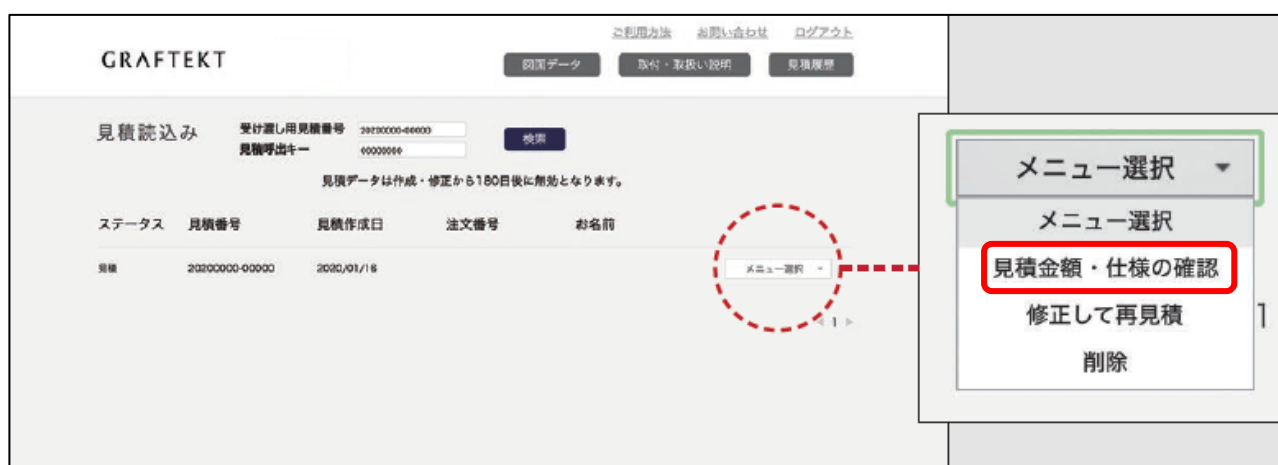 ご利用方法 お問い合わせ ログアウト
GRAFTEKT
図面データ 取付・取扱い説明 見積履歴
見積読込み
受け渡し用見積番号 20200000-00000
検索
見積呼出キー 00000000
見積データは作成・修正から180日後に無効となります。
ステータス 見積番号 見積作成日 注文番号 お名前
見積 20200000-00000 2020/01/16 メニュー選択
1
メニュー選択
メニュー選択
見積金額・仕様の確認
修正して再見積
1
削除